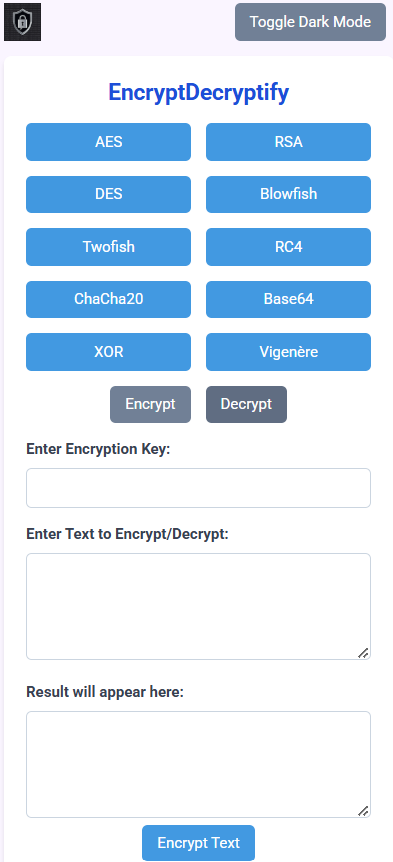 Toggle Dark Mode
EncryptDecryptify
AES RSA
DES Blowfish
Twofish RC4
ChaCha20 Base64
XOR Vigenère
Encrypt Decrypt
Enter Encryption Key:
Enter Text to Encrypt/Decrypt:
Result will appear here:
Encrypt Text